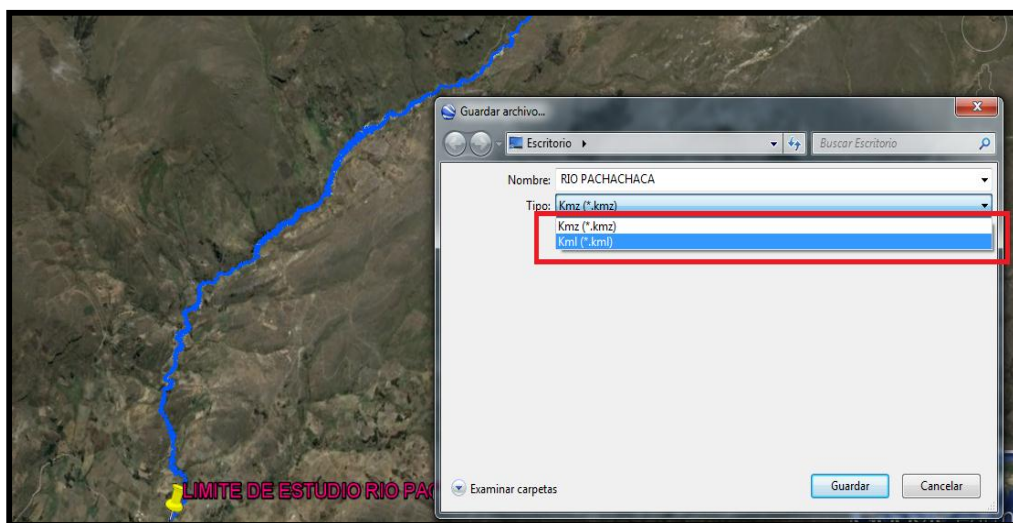 Guardar archivo...
Escritorio
Buscar Escritorio
Nombre: RIO PACHACHACA
Tipo: Kmz (*.kmz)
Kmz (*.kmz)
Kml (*.kml)
LIMITE DE ESTUDIO RIO
Examinar carpetas
Guardar
Cancelar